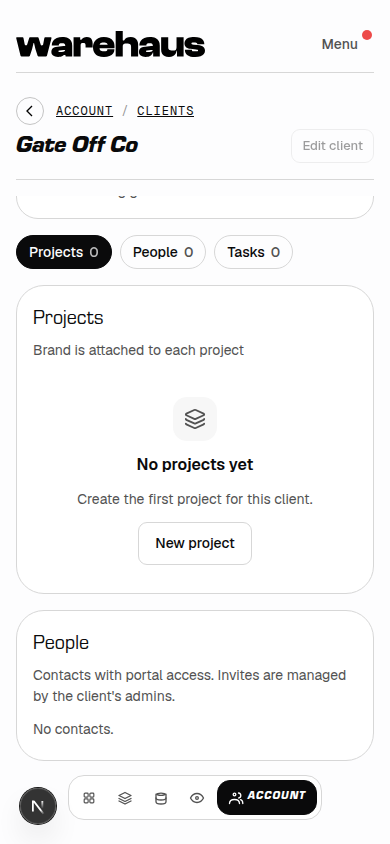 warehaus
Menu
ACCOUNT / CLIENTS
Gate Off Co
Edit client
Projects 0
People 0
Tasks 0
Projects
Brand is attached to each project
No projects yet
Create the first project for this client.
New project
People
Contacts with portal access. Invites are managed
by the client's admins.
No contacts.
N
ACCOUNT